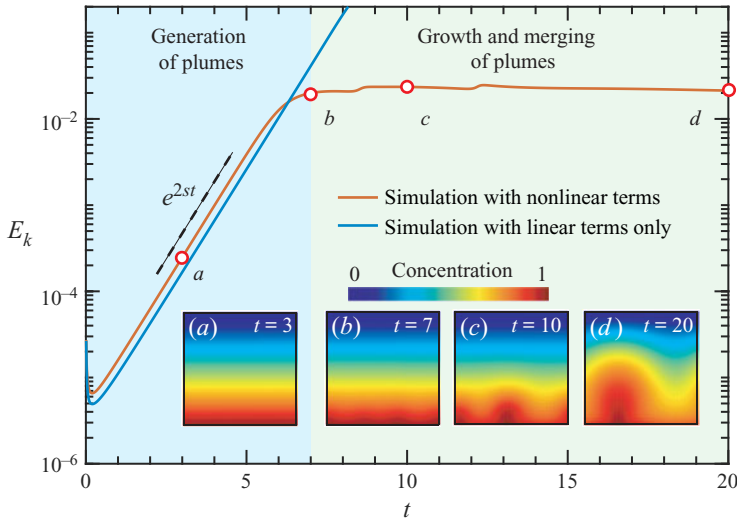 Generation
of plumes
Growth and merging
of plumes
10⁻²
10⁻⁴
10⁻⁶
E_k
e^{2st}
a
b
c
d
Simulation with nonlinear terms
Simulation with linear terms only
0 Concentration 1
(a) t = 3
(b) t = 7
(c) t = 10
(d) t = 20
0 5 10 15 20
t